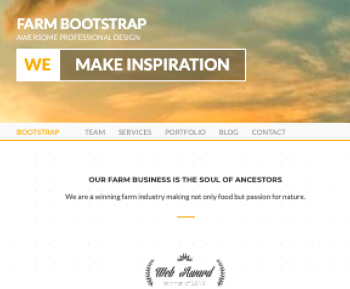 FARM BOOTSTRAP
AWERSOME PROFESSIONAL DESIGN
WE MAKE INSPIRATION
BOOTSTRAP TEAM SERVICES PORTFOLIO BLOG CONTACT
OUR FARM BUSINESS IS THE SOUL OF ANCESTORS
We are a winning farm industry making not only food but passion for nature.
Web Award
Winner of 2013